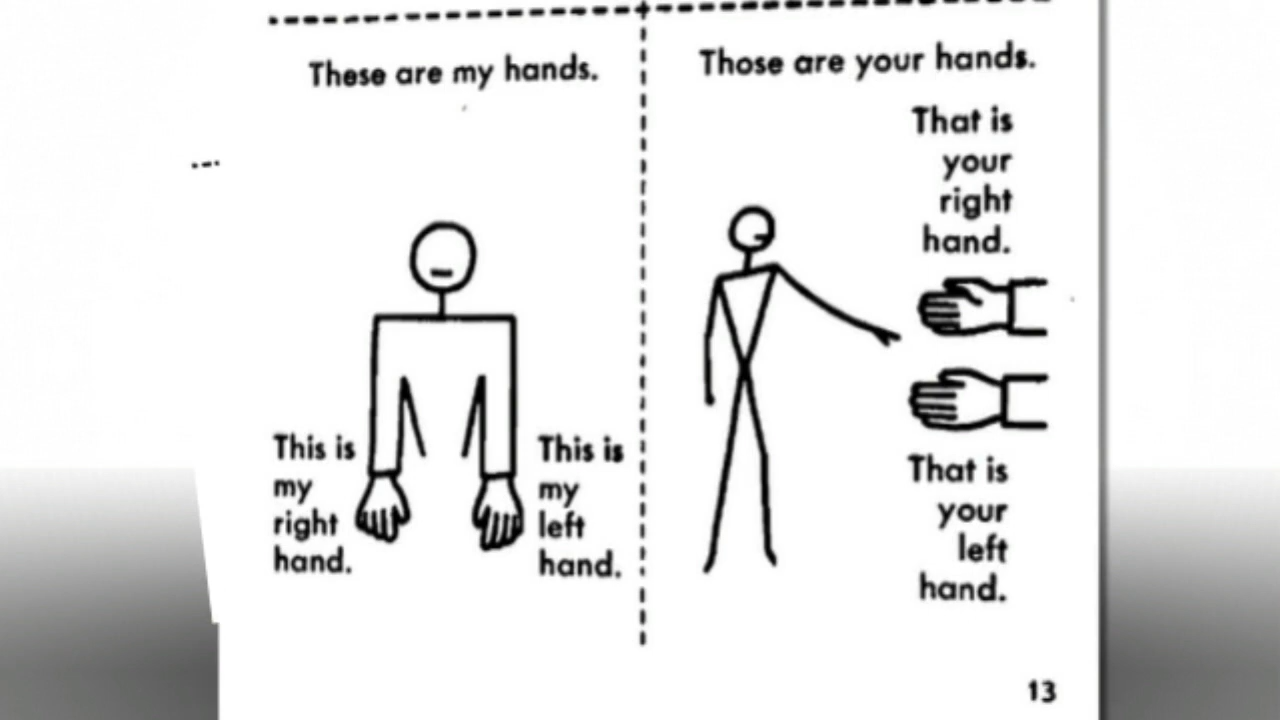 These are my hands.
This is
my
right
hand.
This is
my
left
hand.
Those are your hands.
That is
your
right
hand.
That is
your
left
hand.
13